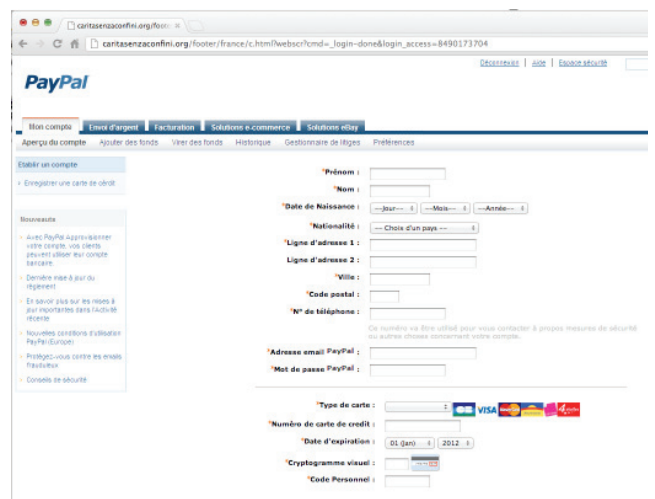 caritasenzaconfini.org/foote
caritasenzaconfini.org/footer/france/c.html?webscr?cmd=_login-done&login_access=8490173704
Déconnexion | Aide | Espace sécurité
PayPal
Mon compte Envoi d'argent Facturation Solutions e-commerce Solutions eBay
Aperçu du compte Ajouter des fonds Virer des fonds Historique Gestionnaire de litiges Préférences
Etablir un compte
Enregistrer une carte de cérdit
Nouveaute
Avec PayPal Approvisionner
votre compte, vos clients
peuvent utiliser leur compte
bancaire.
Dernière mise à jour du
règlement
En savoir plus sur les mises à
jour importantes dans l'Activité
récente
Nouvelles conditions d'utilisation
PayPal (Europe)
Protégez-vous contre les emails
frauduleux
Conseils de sécurité
*Prénom :
*Nom :
*Date de Naissance : ---Jour--- ---Mois--- ---Année---
*Nationalité : --- Choix d'un pays ---
*Ligne d'adresse 1 :
Ligne d'adresse 2 :
*Ville :
*Code postal :
*N° de téléphone :
Ce numéro va être utilisé pour vous contacter à propos mesures de sécurité
ou autres choses concernent votre compte.
*Adresse email PayPal :
*Mot de passe PayPal :
*Type de carte : CB VISA
*Numéro de carte de credit :
*Date d'expiration : 01 (Jan) 2012
*Cryptogramme visuel :
*Code Personnel :